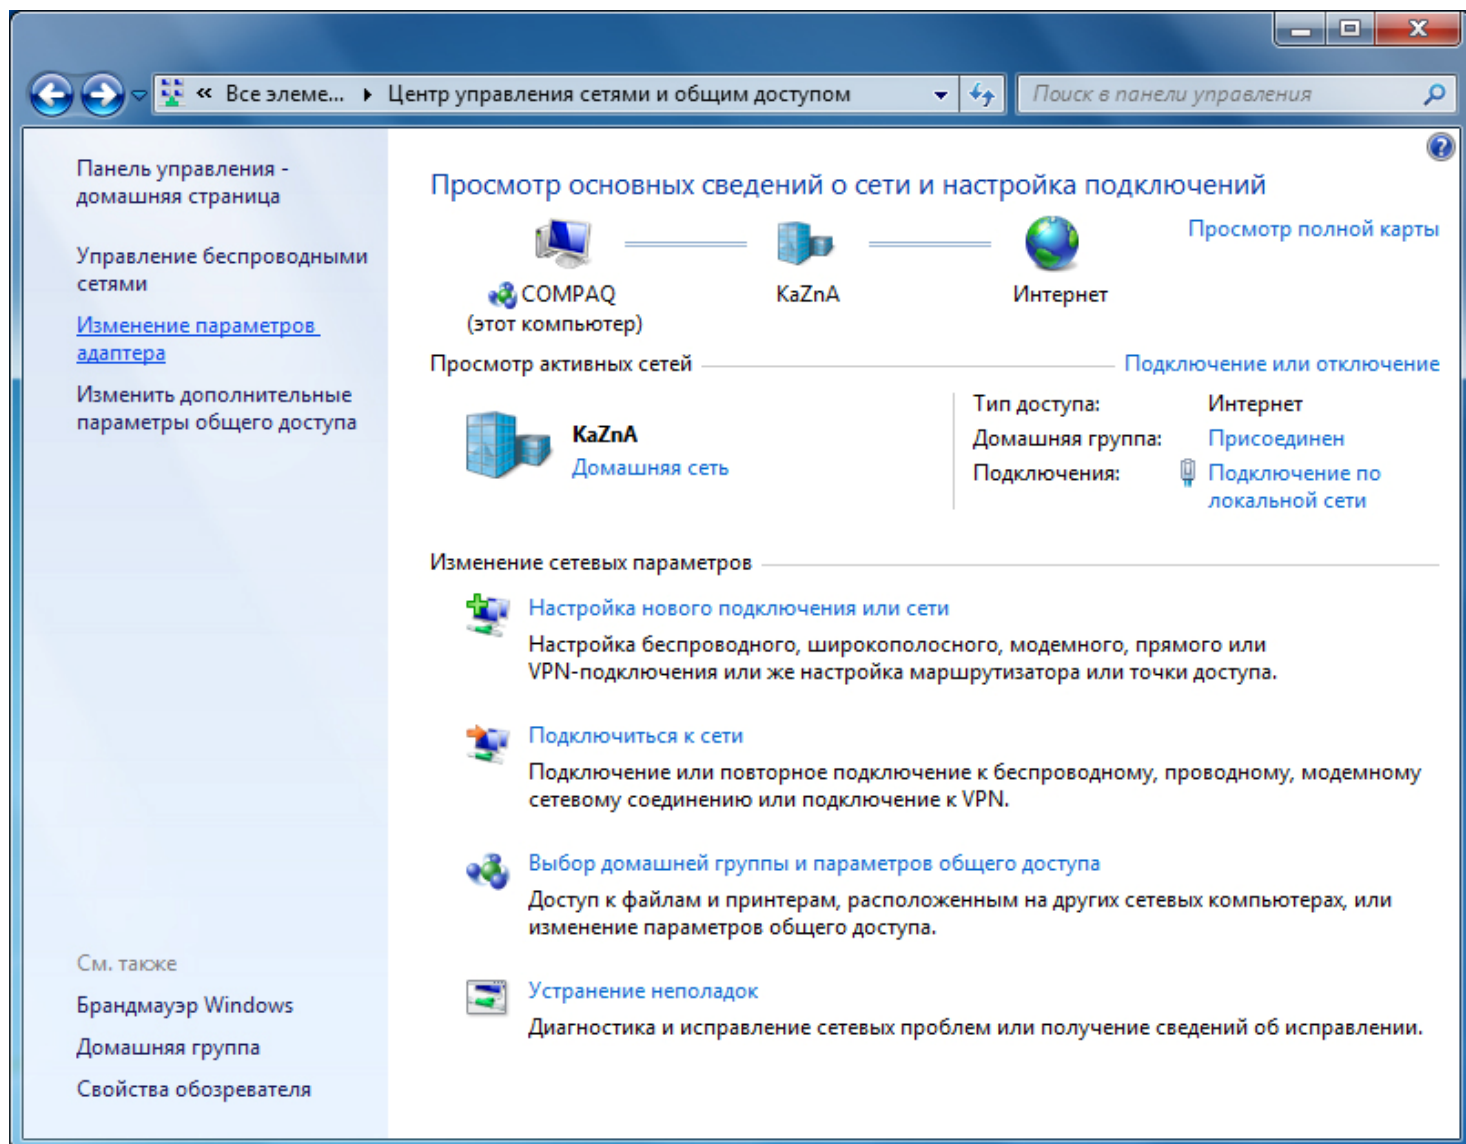 « Все элеме... Центр управления сетями и общим доступом
Поиск в панели управления
Панель управления -
домашняя страница
Управление беспроводными
сетями
Изменение параметров
адаптера
Изменить дополнительные
параметры общего доступа
См. также
Брандмауэр Windows
Домашняя группа
Свойства обозревателя
Просмотр основных сведений о сети и настройка подключений
Просмотр полной карты
COMPAQ
(этот компьютер)
KaZnA
Интернет
Просмотр активных сетей
Подключение или отключение
KaZnA
Домашняя сеть
Тип доступа: Интернет
Домашняя группа: Присоединен
Подключения: Подключение по
локальной сети
Изменение сетевых параметров
Настройка нового подключения или сети
Настройка беспроводного, широкополосного, модемного, прямого или
VPN-подключения или же настройка маршрутизатора или точки доступа.
Подключиться к сети
Подключение или повторное подключение к беспроводному, проводному, модемному
сетевому соединению или подключение к VPN.
Выбор домашней группы и параметров общего доступа
Доступ к файлам и принтерам, расположенным на других сетевых компьютерах, или
изменение параметров общего доступа.
Устранение неполадок
Диагностика и исправление сетевых проблем или получение сведений об исправлении.